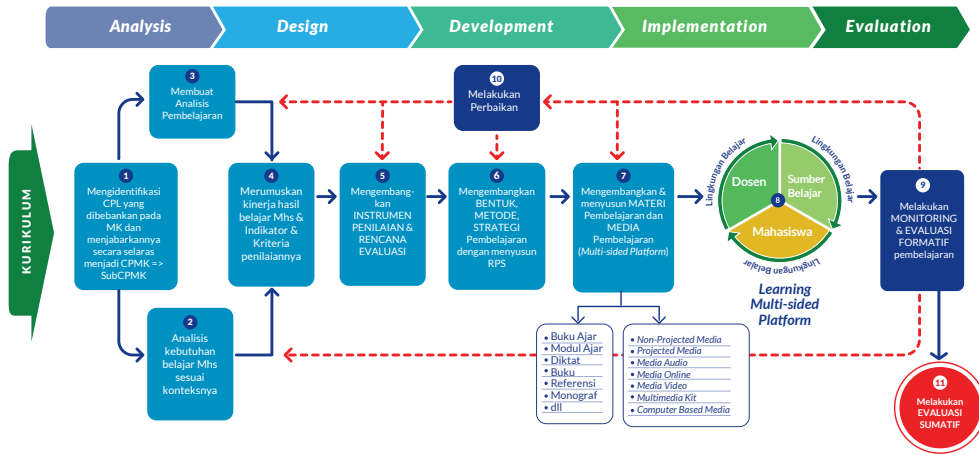 Analysis
Design
Development
Implementation
Evaluation
KURIKULUM
1
Mengidentifikasi
CPL yang
dibebankan pada
MK dan
menjabarkannya
secara selaras
menjadi CPMK =>
SubCPMK
3
Membuat
Analisis
Pembelajaran
2
Analisis
kebutuhan
belajar Mhs
sesuai
konteksnya
4
Merumuskan
kinerja hasil
belajar Mhs &
Indikator &
Kriteria
penilaiannya
5
Mengembang-
kan
INSTRUMEN
PENILAIAN &
RENCANA
EVALUASI
10
Melakukan
Perbaikan
6
Mengembangkan
BENTUK,
METODE,
STRATEGI
Pembelajaran
dengan menyusun
RPS
7
Mengembangkan &
menyusun MATERI
Pembelajaran dan
MEDIA
Pembelajaran
(Multi-sided Platform)
• Buku Ajar
• Modul Ajar
• Diktat
• Buku
• Referensi
• Monograf
• dll
• Non-Projected Media
• Projected Media
• Media Audio
• Media Online
• Media Video
• Multimedia Kit
• Computer Based Media
Lingkungan Belajar
Lingkungan Belajar
Lingkungan Belajar
Dosen
Sumber
Belajar
8
Mahasiswa
Learning
Multi-sided
Platform
9
Melakukan
MONITORING
& EVALUASI
FORMATIF
pembelajaran
11
Melakukan
EVALUASI
SUMATIF